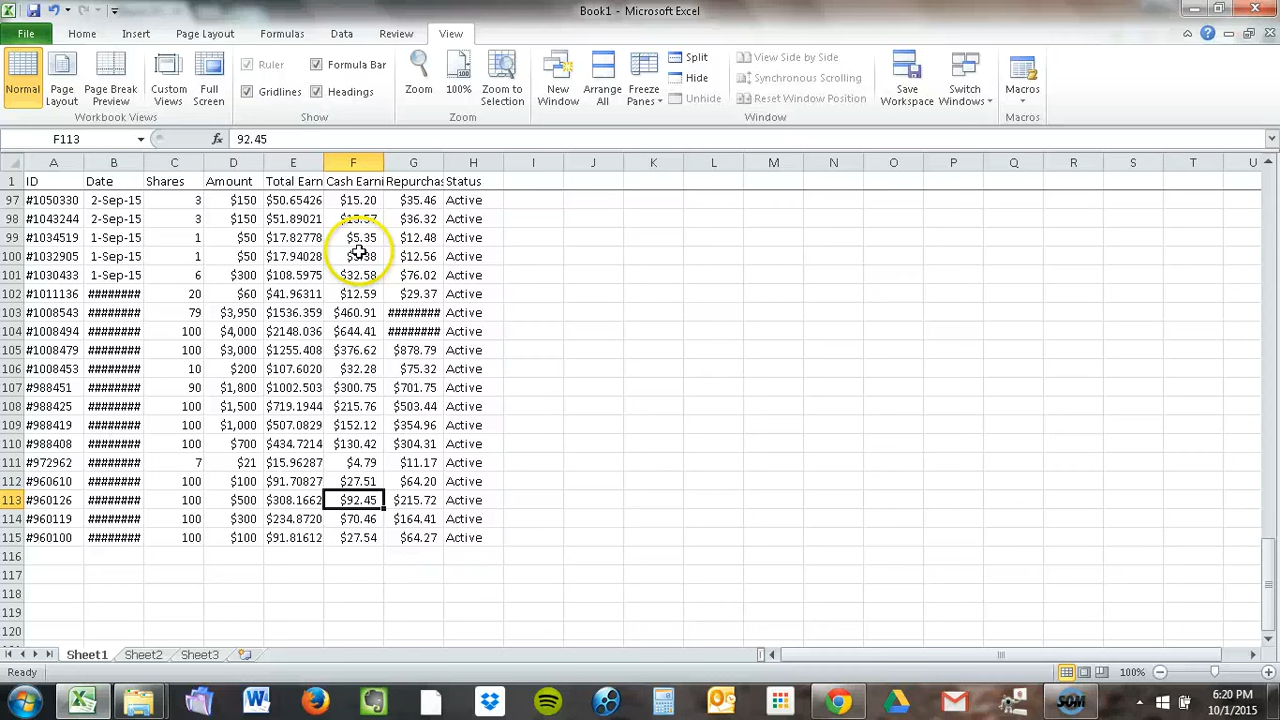 Book1 - Microsoft Excel
File Home Insert Page Layout Formulas Data Review View
Normal Page Layout Page Break Preview Custom Views Full Screen
Workbook Views
Ruler Formula Bar
Gridlines Headings
Show
Zoom 100% Zoom to Selection
Zoom
New Window Arrange All Freeze Panes
Split
Hide
Unhide
View Side by Side
Synchronous Scrolling
Reset Window Position
Window
Save Workspace Switch Windows
Macros
Macros
F113 fx 92.45
A B C D E F G H I J K L M N O P Q R S T U
1 ID Date Shares Amount Total Earn Cash Earni Repurchas Status
97 #1050330 2-Sep-15 3 $150 $50.65426 $15.20 $35.46 Active
98 #1043244 2-Sep-15 3 $150 $51.89021 $15.57 $36.32 Active
99 #1034519 1-Sep-15 1 $50 $17.82778 $5.35 $12.48 Active
100 #1032905 1-Sep-15 1 $50 $17.94028 $12.56 Active
101 #1030433 1-Sep-15 6 $300 $108.5975 $32.58 $76.02 Active
102 #1011136 ######## 20 $60 $41.96311 $12.59 $29.37 Active
103 #1008543 ######## 79 $3,950 $1536.359 $460.91 ######## Active
104 #1008494 ######## 100 $4,000 $2148.036 $644.41 ######## Active
105 #1008479 ######## 100 $3,000 $1255.408 $376.62 $878.79 Active
106 #1008453 ######## 10 $200 $107.6020 $32.28 $75.32 Active
107 #988451 ######## 90 $1,800 $1002.503 $300.75 $701.75 Active
108 #988425 ######## 100 $1,500 $719.1944 $215.76 $503.44 Active
109 #988419 ######## 100 $1,000 $507.0829 $152.12 $354.96 Active
110 #988408 ######## 100 $700 $434.7214 $130.42 $304.31 Active
111 #972962 ######## 7 $21 $15.96287 $4.79 $11.17 Active
112 #960610 ######## 100 $100 $91.70827 $27.51 $64.20 Active
113 #960126 ######## 100 $500 $308.1662 $92.45 $215.72 Active
114 #960119 ######## 100 $300 $234.8720 $70.46 $164.41 Active
115 #960100 ######## 100 $100 $91.81612 $27.54 $64.27 Active
116
117
118
119
120
Sheet1 Sheet2 Sheet3
Ready 100%
6:20 PM
10/1/2015